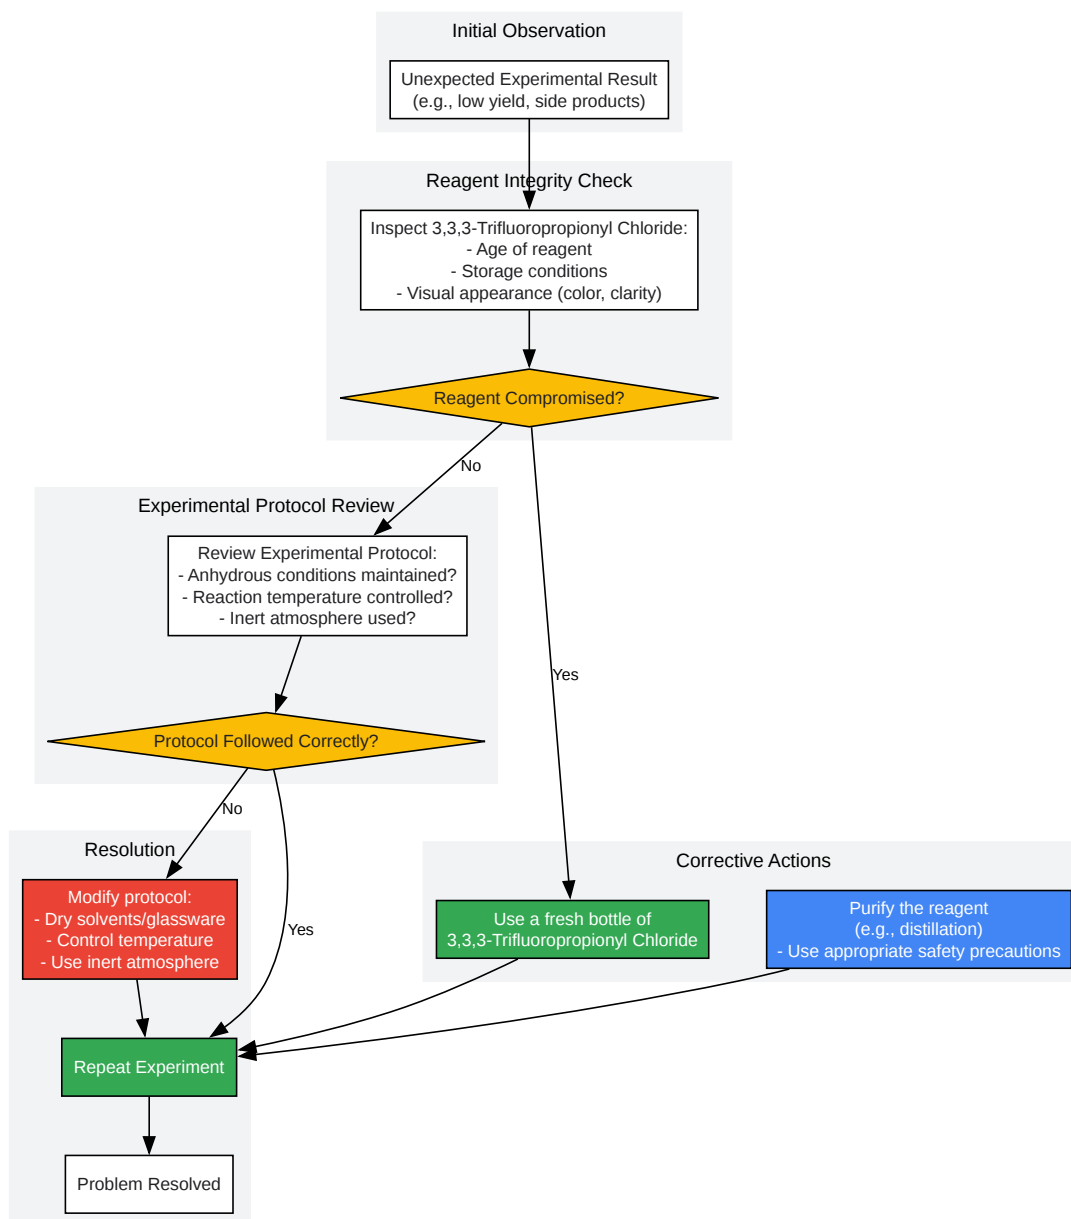 Initial Observation
Unexpected Experimental Result
(e.g., low yield, side products)
Reagent Integrity Check
Inspect 3,3,3-Trifluoropropionyl Chloride:
- Age of reagent
- Storage conditions
- Visual appearance (color, clarity)
Reagent Compromised?
No
Yes
Experimental Protocol Review
Review Experimental Protocol:
- Anhydrous conditions maintained?
- Reaction temperature controlled?
- Inert atmosphere used?
Protocol Followed Correctly?
No
Yes
Resolution
Modify protocol:
- Dry solvents/glassware
- Control temperature
- Use inert atmosphere
Corrective Actions
Use a fresh bottle of
3,3,3-Trifluoropropionyl Chloride
Purify the reagent
(e.g., distillation)
- Use appropriate safety precautions
Repeat Experiment
Problem Resolved